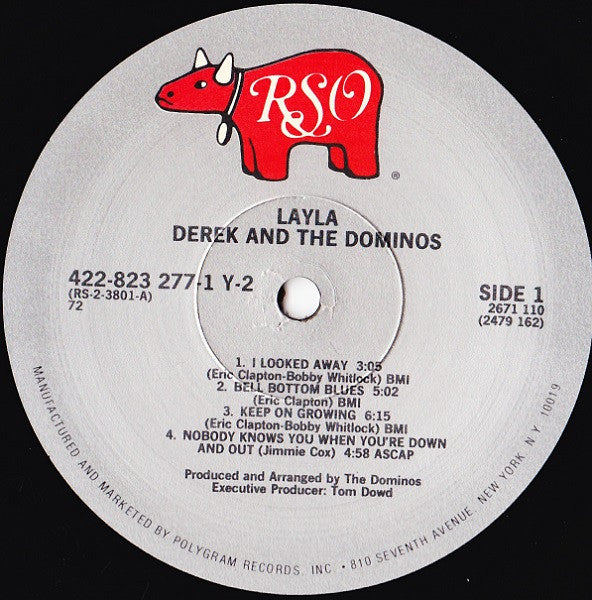 RSO
®
LAYLA
DEREK AND THE DOMINOS
422-823 277-1 Y-2
(RS-2-3801-A)
72
SIDE 1
2671 110
(2479 162)
1. I LOOKED AWAY 3:05
(Eric Clapton-Bobby Whitlock) BMI
2. BELL BOTTOM BLUES 5:02
(Eric Clapton) BMI
3. KEEP ON GROWING 6:15
(Eric Clapton-Bobby Whitlock) BMI
4. NOBODY KNOWS YOU WHEN YOU'RE DOWN
AND OUT (Jimmie Cox) 4:58 ASCAP
Produced and Arranged by The Dominos
Executive Producer: Tom Dowd
MANUFACTURED AND MARKETED BY POLYGRAM RECORDS, INC. • 810 SEVENTH AVENUE, NEW YORK, N.Y. 10019